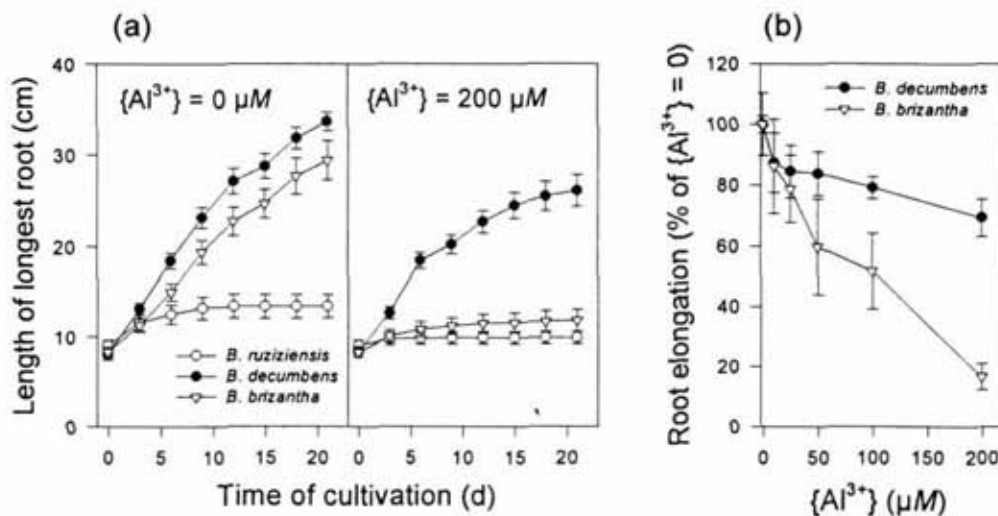 (a)
Length of longest root (cm)
40
30
20
10
0
{Al³⁺} = 0 µM
{Al³⁺} = 200 µM
B. ruziziensis
B. decumbens
B. brizantha
0 5 10 15 20 0 5 10 15 20
Time of cultivation (d)
(b)
Root elongation (% of {Al³⁺} = 0)
120
100
80
60
40
20
0
B. decumbens
B. brizantha
0 50 100 150 200
{Al³⁺} (µM)